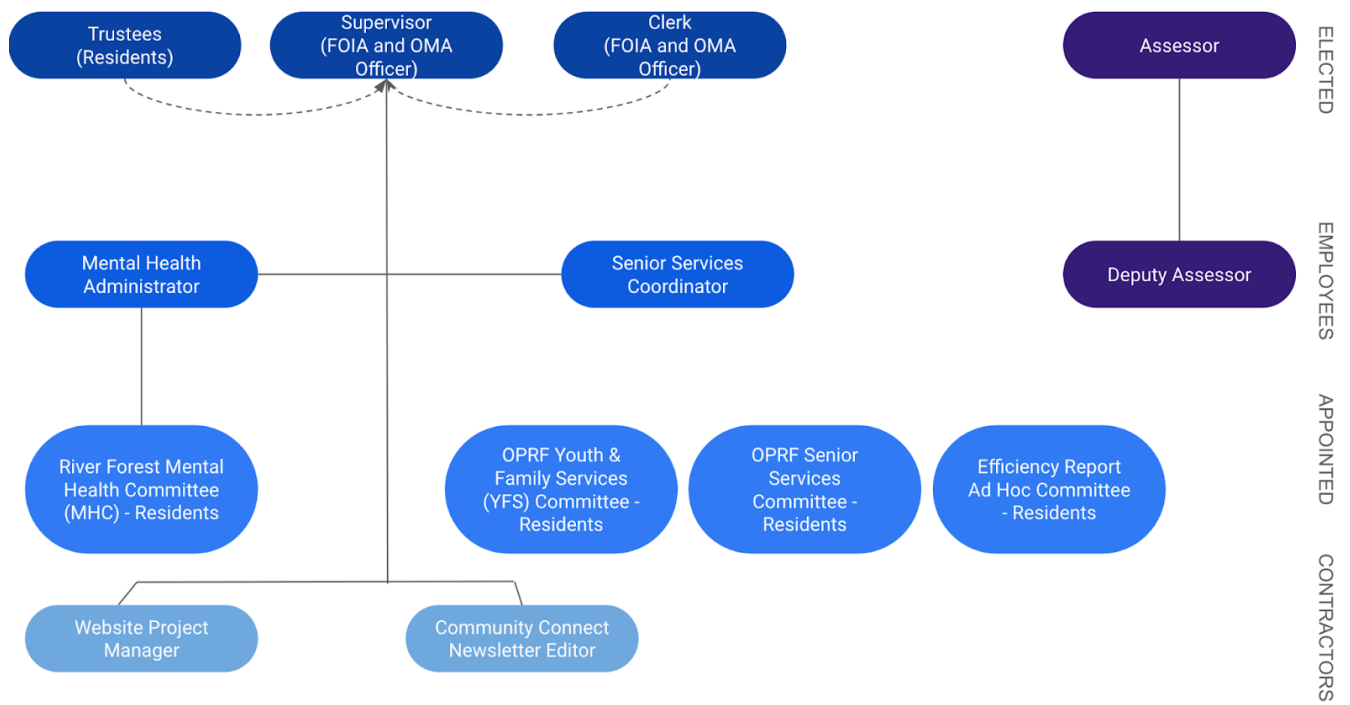 Trustees
(Residents)
Supervisor
(FOIA and OMA
Officer)
Clerk
(FOIA and OMA
Officer)
Assessor
ELECTED
Mental Health
Administrator
Senior Services
Coordinator
Deputy Assessor
EMPLOYEES
River Forest Mental
Health Committee
(MHC) - Residents
OPRF Youth &
Family Services
(YFS) Committee -
Residents
OPRF Senior
Services
Committee -
Residents
Efficiency Report
Ad Hoc Committee
- Residents
APPOINTED
Website Project
Manager
Community Connect
Newsletter Editor
CONTRACTORS